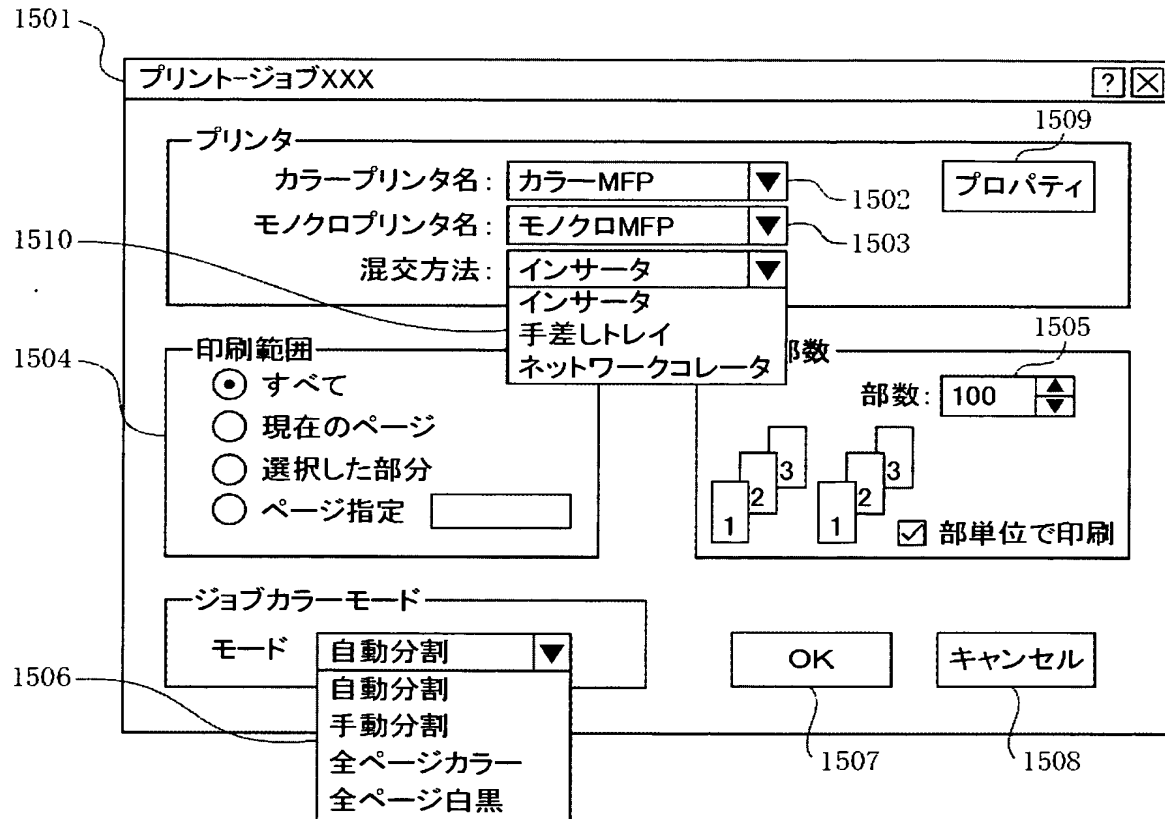 1501
プリント-ジョブXXX ? ×
プリンタ
1509
カラープリンタ名: カラーMFP ▼
プロパティ
1502
モノクロプリンタ名: モノクロMFP ▼
1503
1510
混交方法: インサータ ▼
インサータ
手差しトレイ
ネットワークコレータ
1504
印刷範囲
すべて
現在のページ
選択した部分
ページ指定
部数
1505
部数: 100
1 2 3 1 2 3
部単位で印刷
ジョブカラーモード
モード 自動分割 ▼
1506
自動分割
手動分割
全ページカラー
全ページ白黒
OK
キャンセル
1507
1508